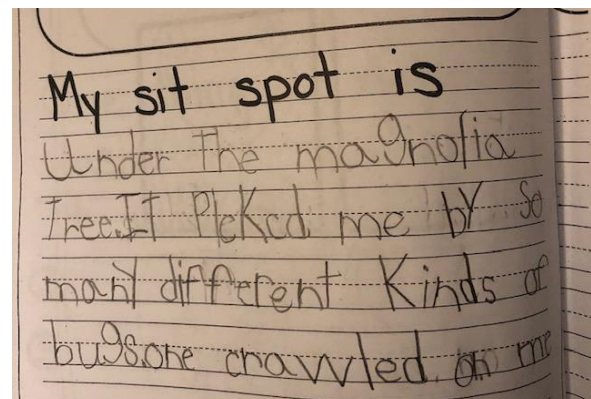 My sit spot is
Under The magnolia
Tree.IT PIcKcd me bY So
manY different Kinds of
bugs.one crawled on me